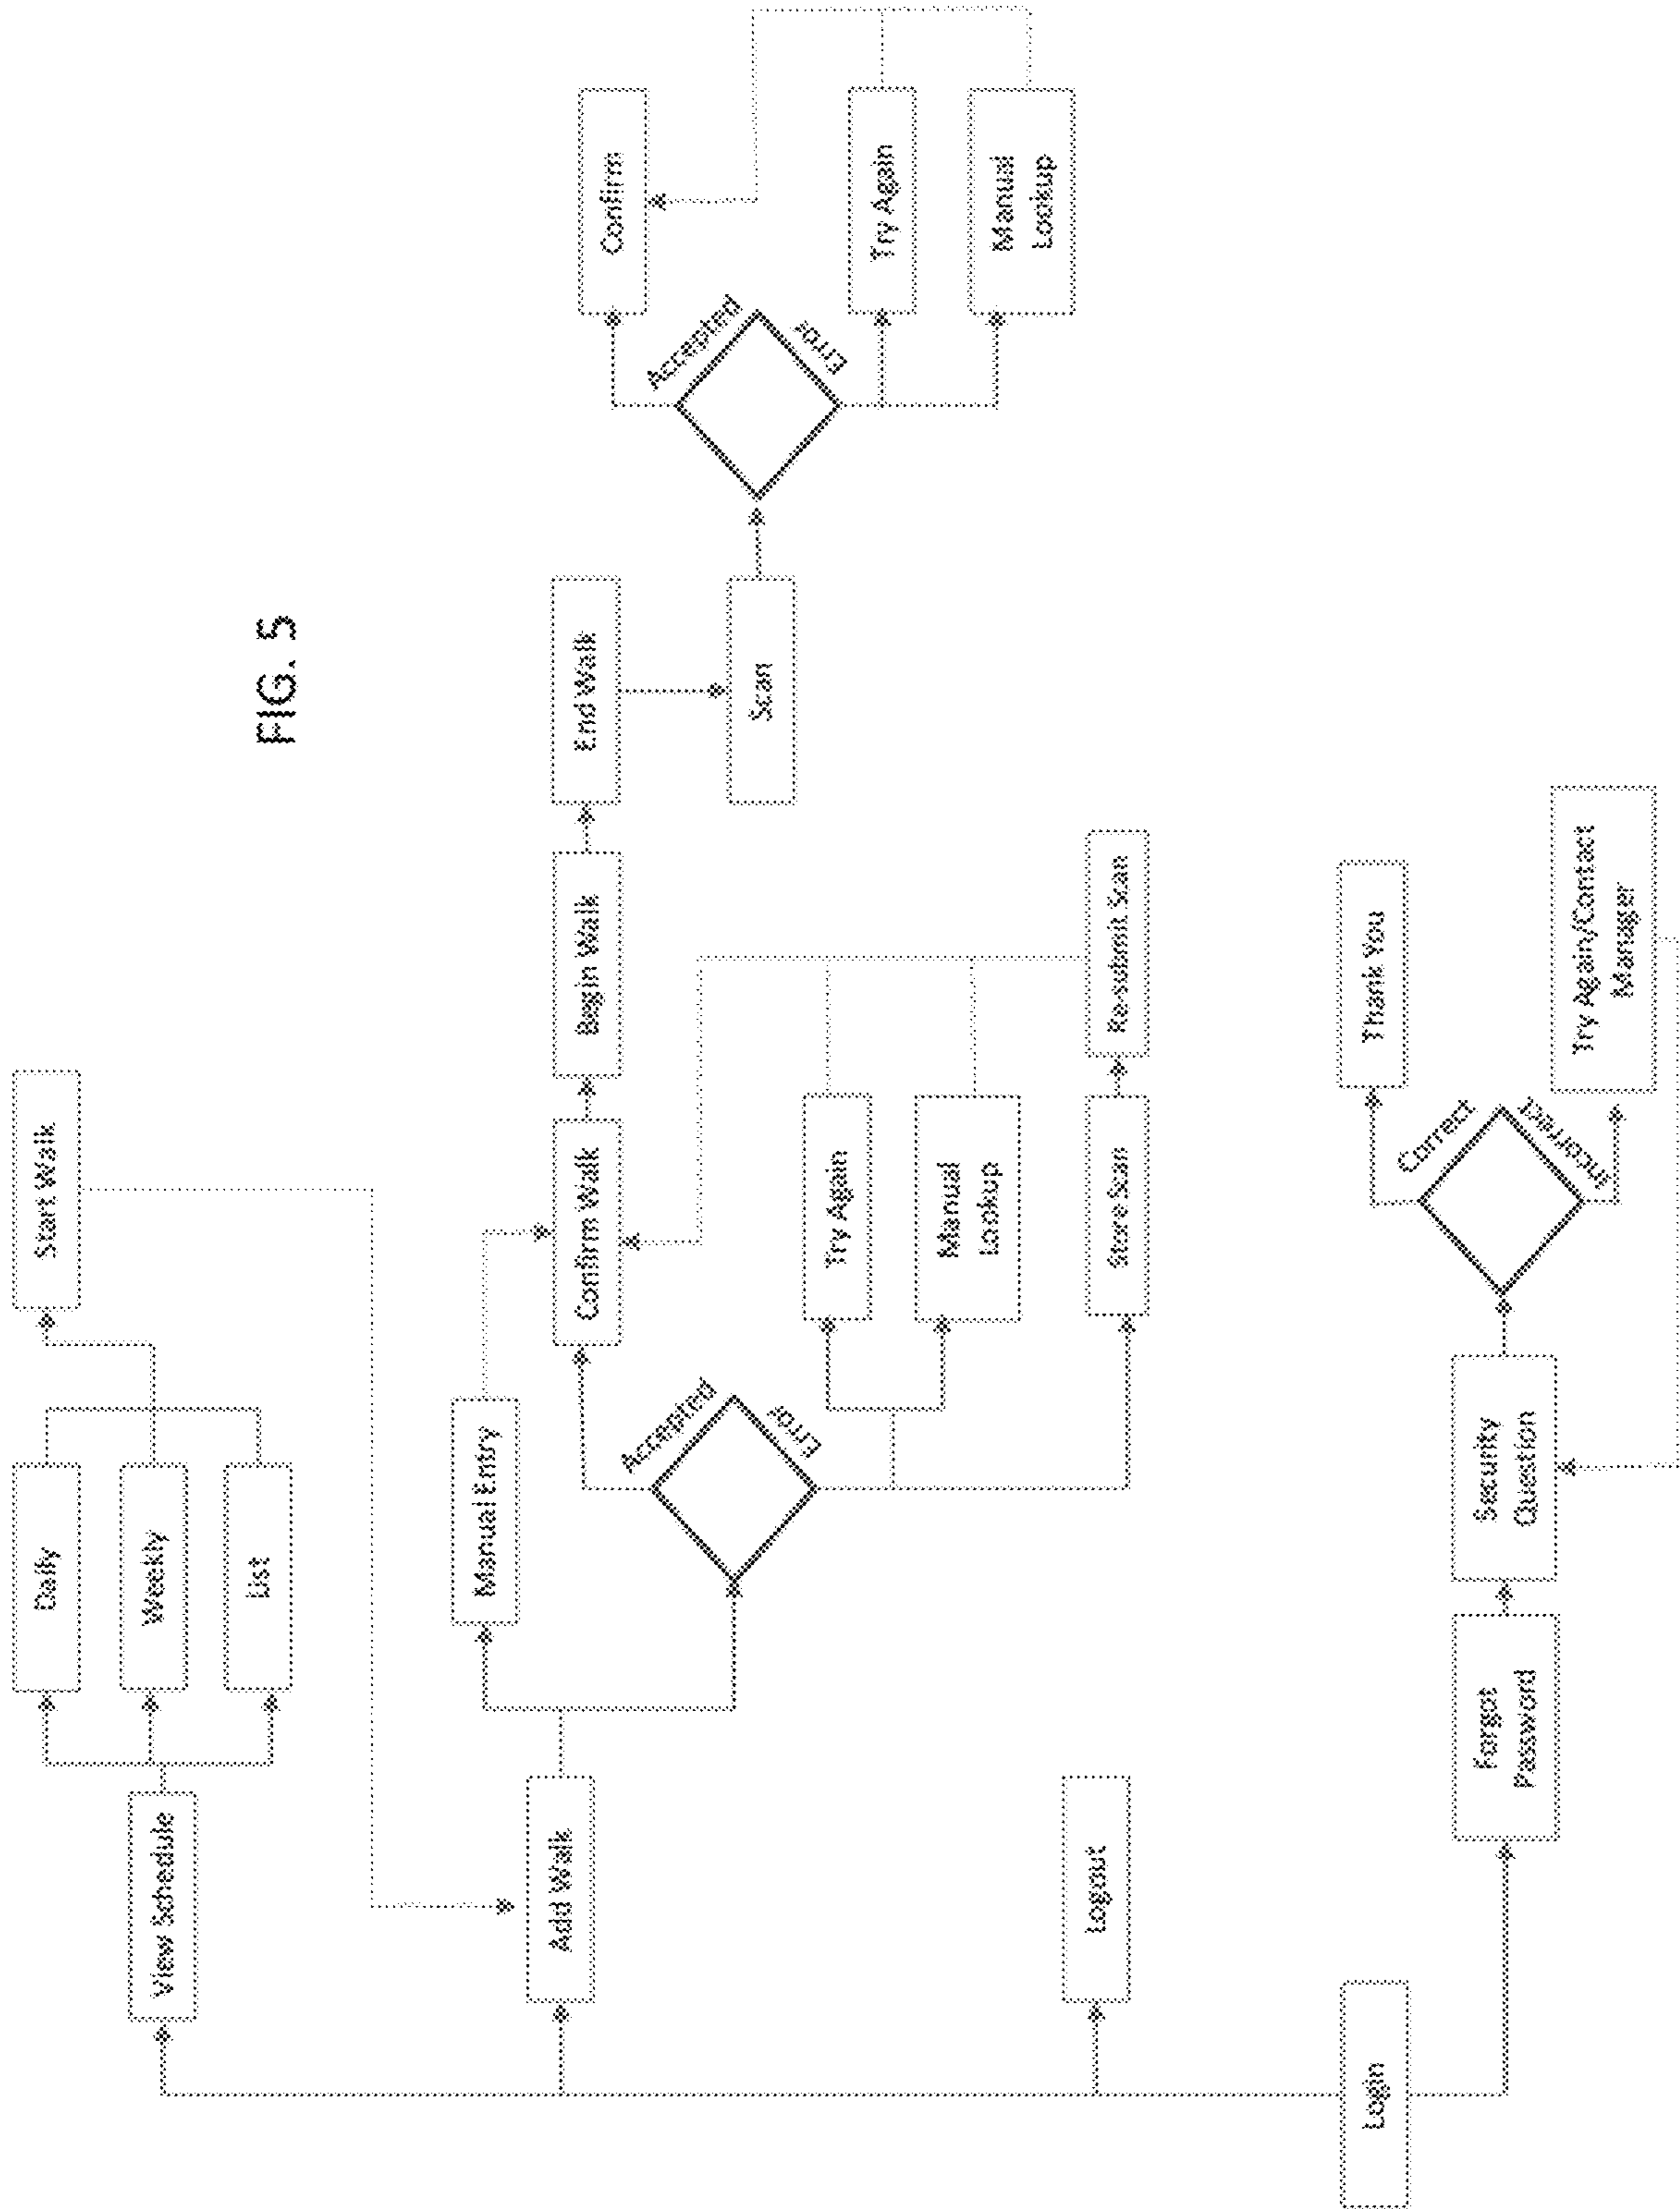 FIG. 5
Login
View Schedule
Daily
Weekly
List
Start Walk
Add Walk
Manual Entry
Accepted
Error
Confirm Walk
Begin Walk
End Walk
Try Again
Manual
Lookup
Store Scan
Re-submit Scan
Scan
Accepted
Error
Confirm
Try Again
Manual
Lookup
Logout
Forgot
Password
Security
Question
Correct
Incorrect
Thank You
Try Again/Contact
Manager